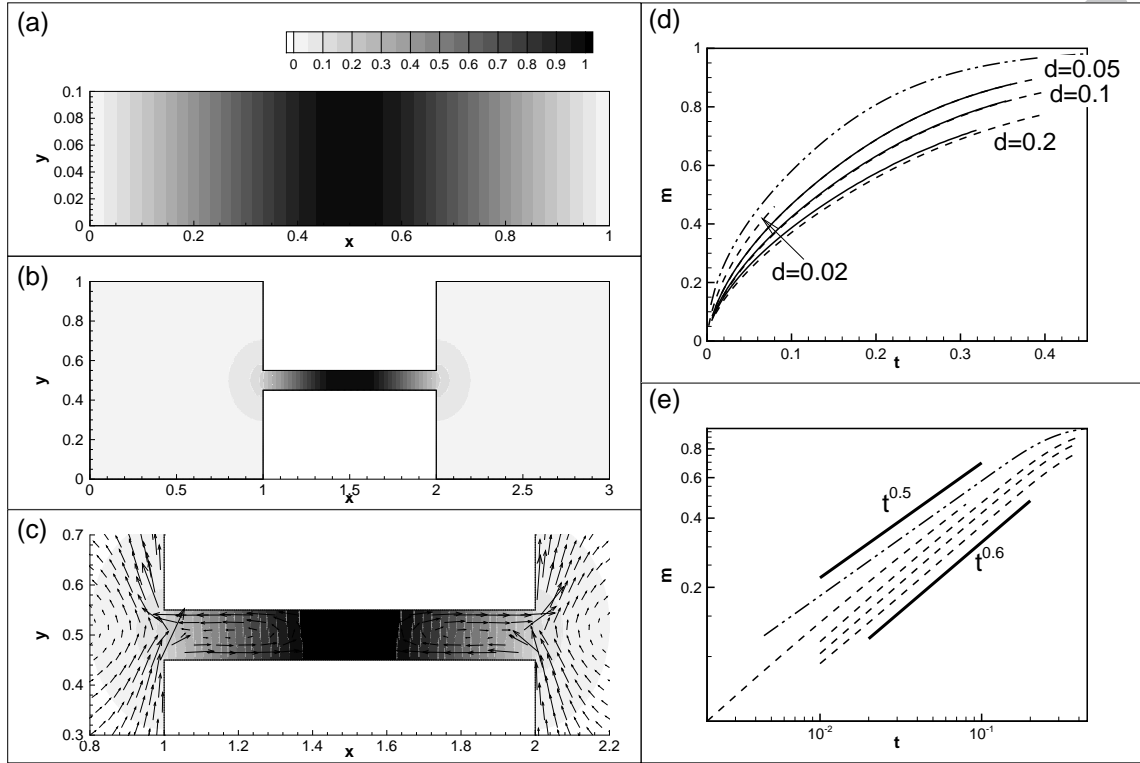 (a)
0 0.1 0.2 0.3 0.4 0.5 0.6 0.7 0.8 0.9 1
0.1
0.08
0.06
0.04
0.02
0
y
0 0.2 0.4 0.6 0.8 1
x
(b)
1
0.8
0.6
0.4
0.2
0
y
0 0.5 1 1.5 2 2.5 3
x
(c)
0.7
0.6
0.5
0.4
0.3
y
0.8 1 1.2 1.4 1.6 1.8 2 2.2
x
(d)
1
0.8
0.6
0.4
0.2
0
m
0 0.1 0.2 0.3 0.4
t
d=0.05
d=0.1
d=0.2
d=0.02
(e)
0.8
0.6
0.4
0.2
m
t^0.5
t^0.6
10^-2 10^-1
t